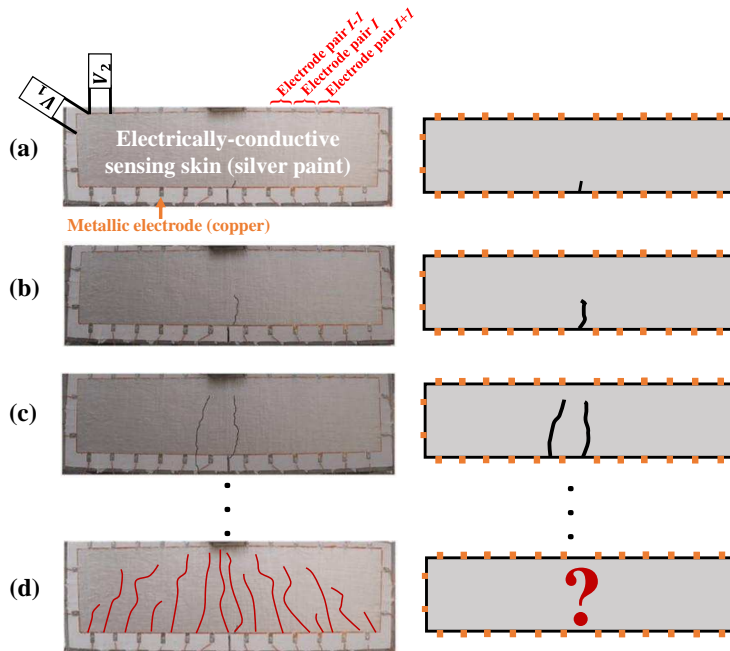 Electrode pair I-1
Electrode pair I
Electrode pair I+1
V1
V2
(a)
Electrically-conductive
sensing skin (silver paint)
Metallic electrode (copper)
(b)
(c)
(d)
?